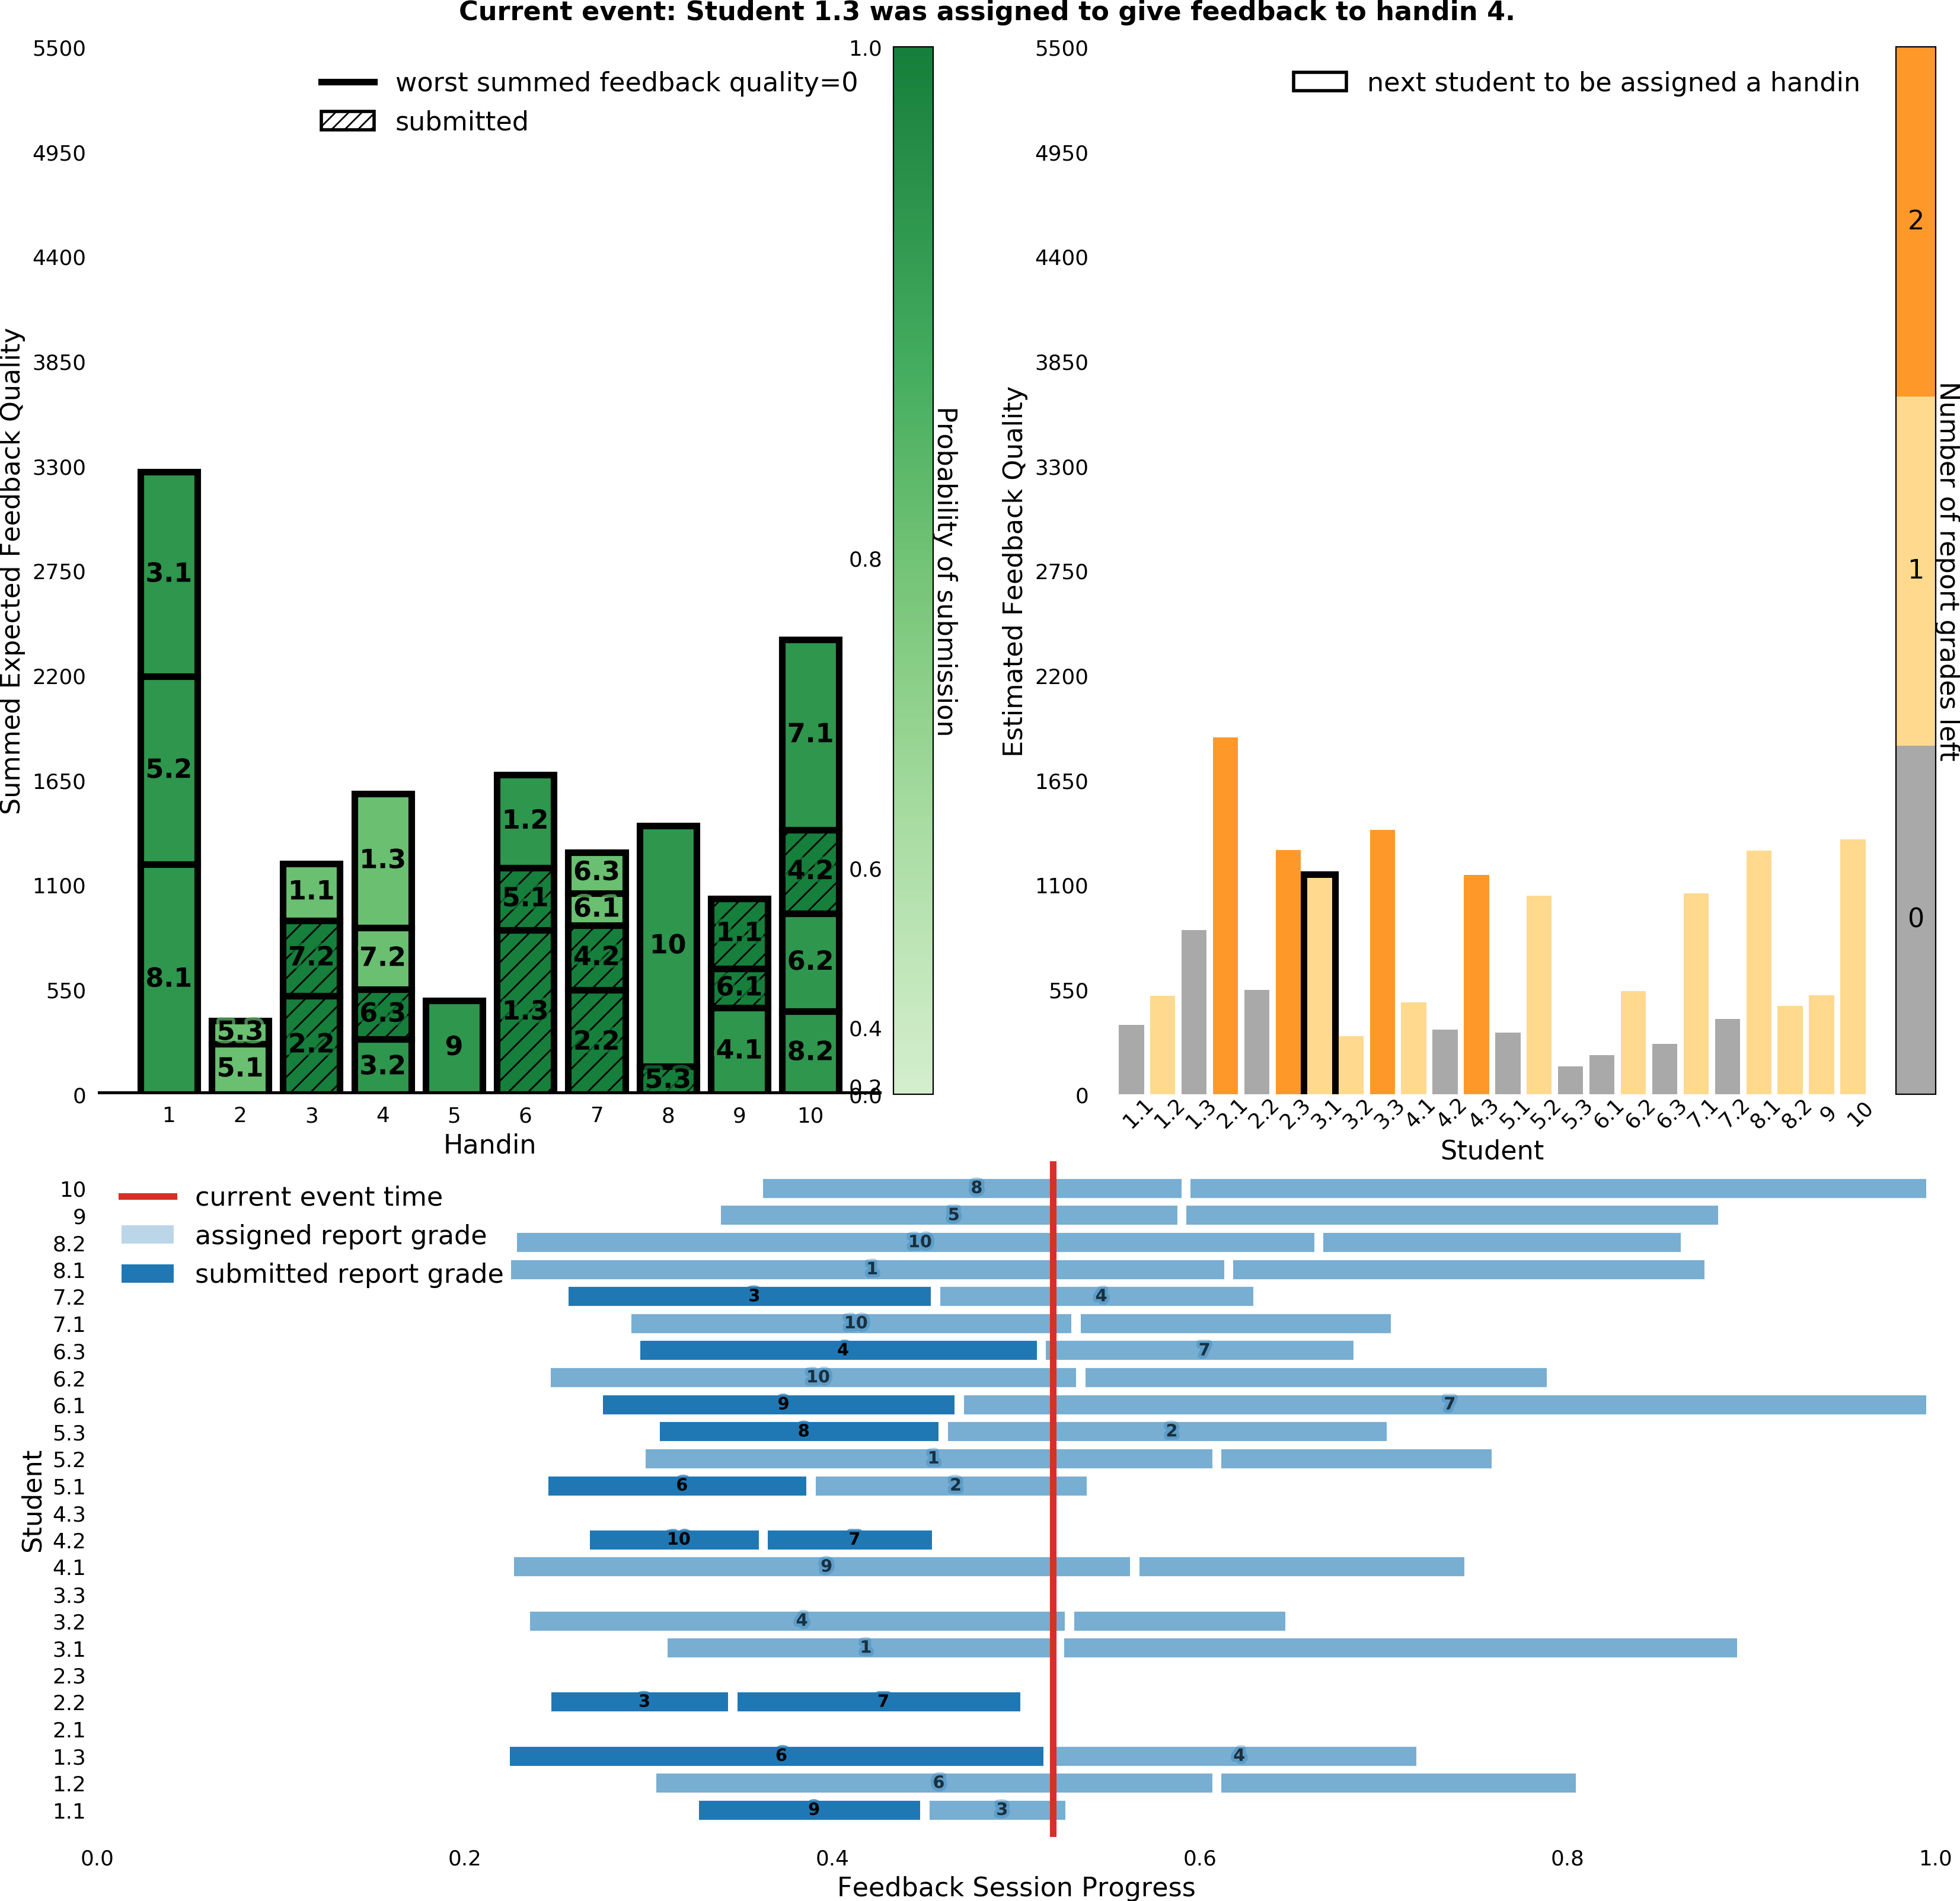 Current event: Student 1.3 was assigned to give feedback to handin 4.
5500
4950
4400
3850
3300
2750
2200
1650
1100
550
0
Summed Expected Feedback Quality
worst summed feedback quality=0
submitted
3.1
5.2
8.1
5.3
5.1
1.1
7.2
2.2
1.3
7.2
6.3
3.2
9
1.2
5.1
1.3
6.3
6.1
4.2
2.2
10
5.3
1.1
6.1
4.1
7.1
4.2
6.2
8.2
1 2 3 4 5 6 7 8 9 10
Handin
1.0
0.8
0.6
0.4
0.2
0.0
Probability of submission
5500
4950
4400
3850
3300
2750
2200
1650
1100
550
0
Estimated Feedback Quality
next student to be assigned a handin
1.1 1.2 1.3 2.1 2.2 2.3 3.1 3.2 3.3 4.1 4.2 4.3 5.1 5.2 5.3 6.1 6.2 6.3 7.1 7.2 8.1 8.2 9 10
Student
2
1
0
Number of report grades left
current event time
assigned report grade
submitted report grade
Student
10 8
9 5
8.2 10
8.1 1
7.2 3 4
7.1 10
6.3 4 7
6.2 10
6.1 9 7
5.3 8 2
5.2 1
5.1 6 2
4.3
4.2 10 7
4.1 9
3.3
3.2 4
3.1 1
2.3
2.2 3 7
2.1
1.3 6 4
1.2 6
1.1 9 3
0.0 0.2 0.4 0.6 0.8 1.0
Feedback Session Progress